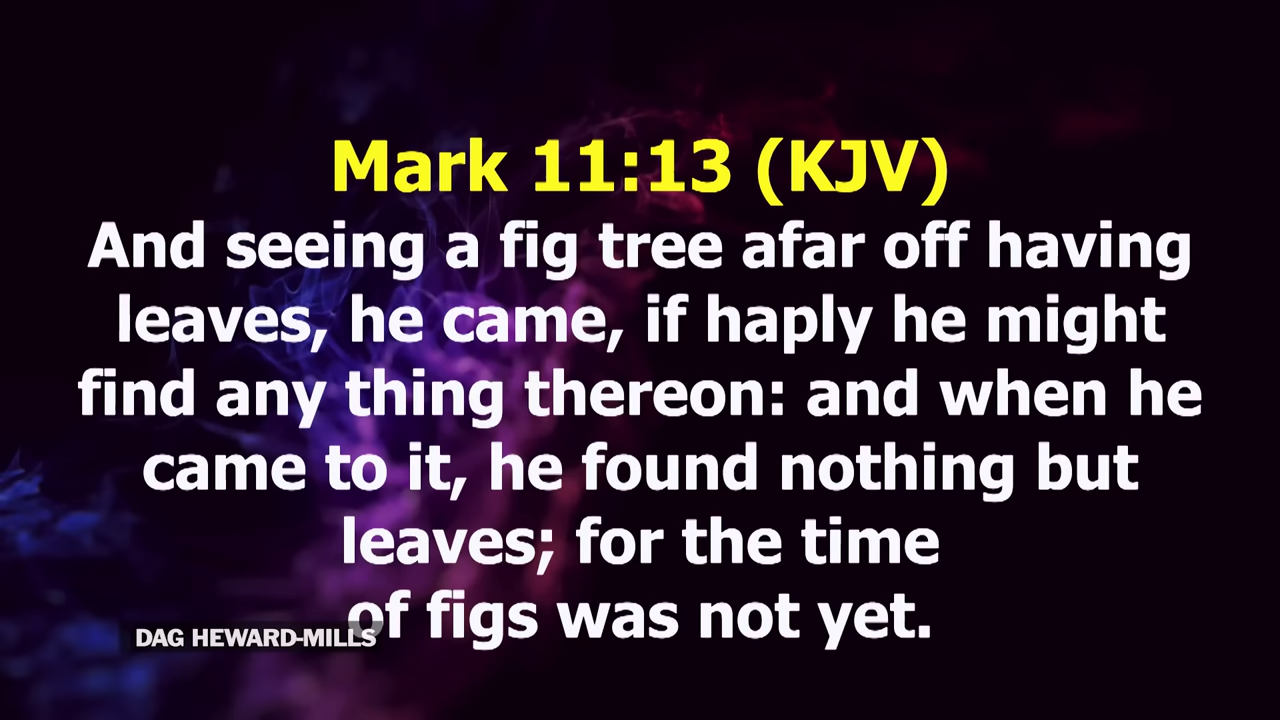 Mark 11:13 (KJV)
And seeing a fig tree afar off having
leaves, he came, if haply he might
find any thing thereon: and when he
came to it, he found nothing but
leaves; for the time
of figs was not yet.
DAG HEWARD-MILLS